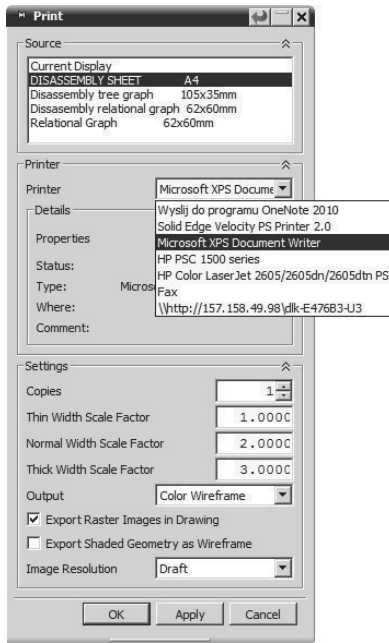 Print
Source
Current Display
DISASSEMBLY SHEET A4
Disassembly tree graph 105x35mm
Dissasembly relational graph 62x60mm
Relational Graph 62x60mm
Printer
Printer Microsoft XPS Docume
Details
Wyslij do programu OneNote 2010
Solid Edge Velocity PS Printer 2.0
Properties
Microsoft XPS Document Writer
HP PSC 1500 series
Status:
HP Color LaserJet 2605/2605dn/2605dtn PS
Type: Micros
Fax
Where:
\\http://157.158.49.98\dlk-E476B3-U3
Comment:
Settings
Copies 1
Thin Width Scale Factor 1.0000
Normal Width Scale Factor 2.0000
Thick Width Scale Factor 3.0000
Output Color Wireframe
Export Raster Images in Drawing
Export Shaded Geometry as Wireframe
Image Resolution Draft
OK Apply Cancel